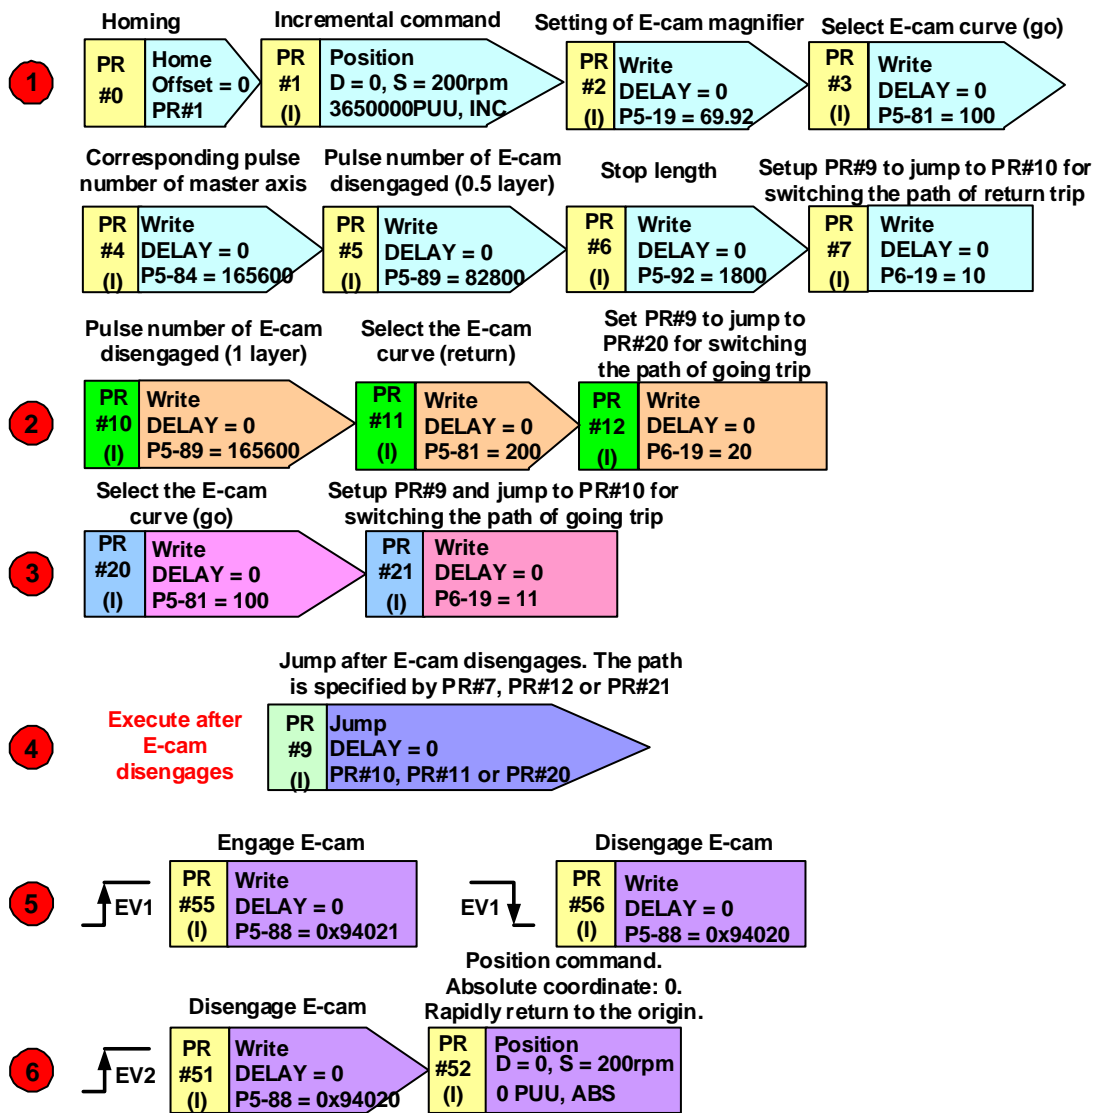 Homing
Incremental command
Setting of E-cam magnifier
Select E-cam curve (go)
1
PR
#0
Home
Offset = 0
PR#1
PR
#1
(I)
Position
D = 0, S = 200rpm
3650000PUU, INC
PR
#2
(I)
Write
DELAY = 0
P5-19 = 69.92
PR
#3
(I)
Write
DELAY = 0
P5-81 = 100
Corresponding pulse
number of master axis
Pulse number of E-cam
disengaged (0.5 layer)
Stop length
Setup PR#9 to jump to PR#10 for
switching the path of return trip
PR
#4
(I)
Write
DELAY = 0
P5-84 = 165600
PR
#5
(I)
Write
DELAY = 0
P5-89 = 82800
PR
#6
(I)
Write
DELAY = 0
P5-92 = 1800
PR
#7
(I)
Write
DELAY = 0
P6-19 = 10
Pulse number of E-cam
disengaged (1 layer)
Select the E-cam
curve (return)
Set PR#9 to jump to
PR#20 for switching
the path of going trip
2
PR
#10
(I)
Write
DELAY = 0
P5-89 = 165600
PR
#11
(I)
Write
DELAY = 0
P5-81 = 200
PR
#12
(I)
Write
DELAY = 0
P6-19 = 20
Select the E-cam
curve (go)
Setup PR#9 and jump to PR#10 for
switching the path of going trip
3
PR
#20
(I)
Write
DELAY = 0
P5-81 = 100
PR
#21
(I)
Write
DELAY = 0
P6-19 = 11
Jump after E-cam disengages. The path
is specified by PR#7, PR#12 or PR#21
4
Execute after
E-cam
disengages
PR
#9
(I)
Jump
DELAY = 0
PR#10, PR#11 or PR#20
Engage E-cam
Disengage E-cam
5
EV1
PR
#55
(I)
Write
DELAY = 0
P5-88 = 0x94021
EV1
PR
#56
(I)
Write
DELAY = 0
P5-88 = 0x94020
Disengage E-cam
Position command.
Absolute coordinate: 0.
Rapidly return to the origin.
6
EV2
PR
#51
(I)
Write
DELAY = 0
P5-88 = 0x94020
PR
#52
(I)
Position
D = 0, S = 200rpm
0 PUU, ABS